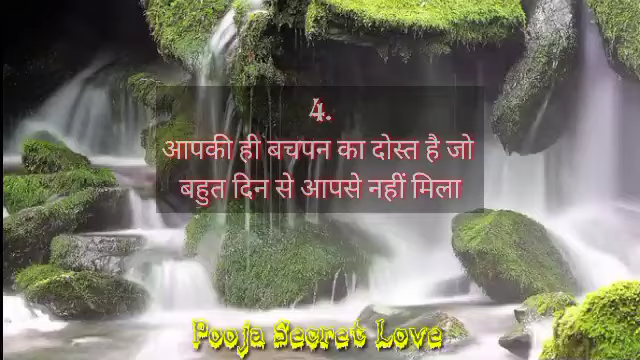 4.
आपकी ही बचपन का दोस्त है जो
बहुत दिन से आपसे नहीं मिला
Pooja Secret Love